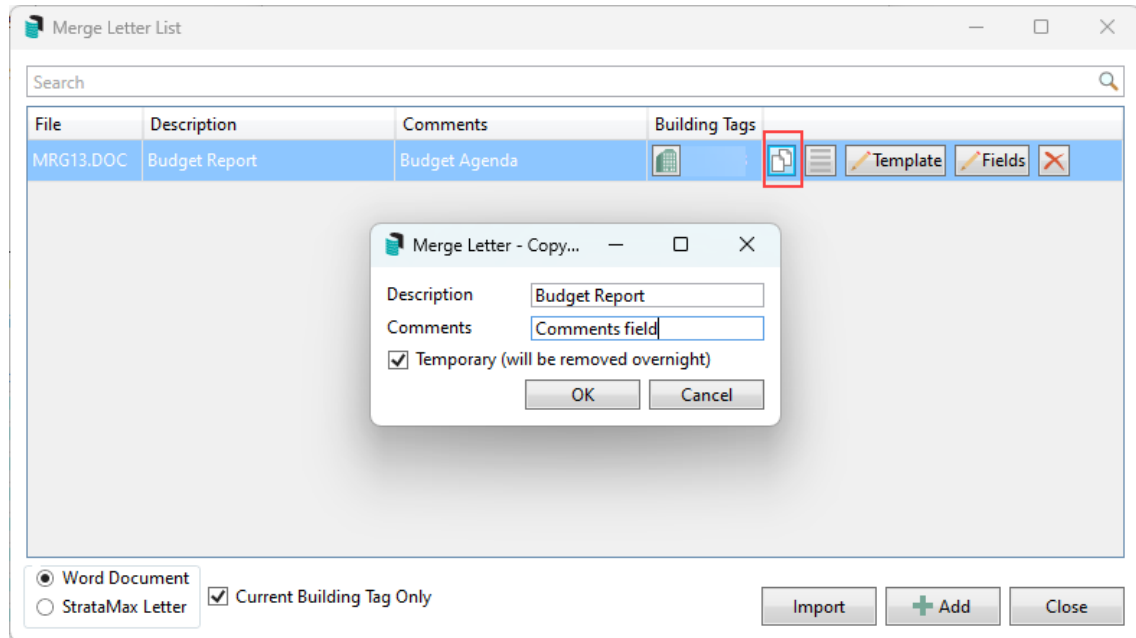 Merge Letter List
Search
File Description Comments Building Tags
MRG13.DOC Budget Report Budget Agenda Template Fields
Merge Letter - Copy...
Description Budget Report
Comments Comments field
Temporary (will be removed overnight)
OK Cancel
Word Document
StrataMax Letter
Current Building Tag Only
Import Add Close